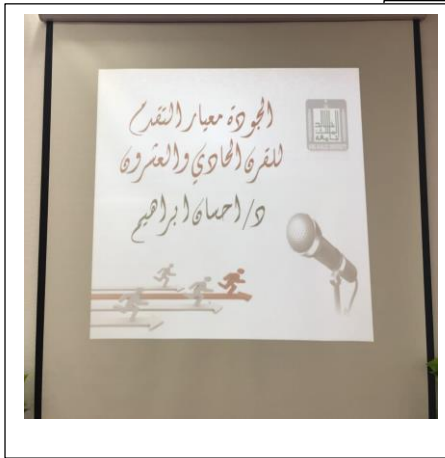 الجودة معيار التقدم
للقرن الحادي والعشرون
د/احسان ابراهيم